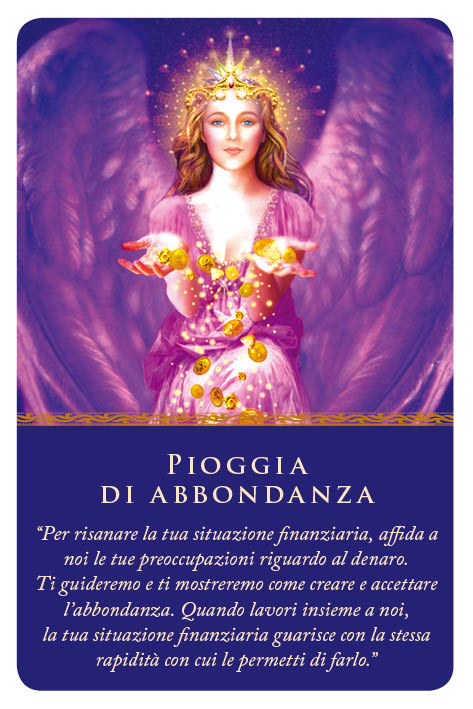 PIOGGIA
DI ABBONDANZA
“Per risanare la tua situazione finanziaria, affida a
noi le tue preoccupazioni riguardo al denaro.
Ti guideremo e ti mostreremo come creare e accettare
l’abbondanza. Quando lavori insieme a noi,
la tua situazione finanziaria guarisce con la stessa
rapidità con cui le permetti di farlo.”